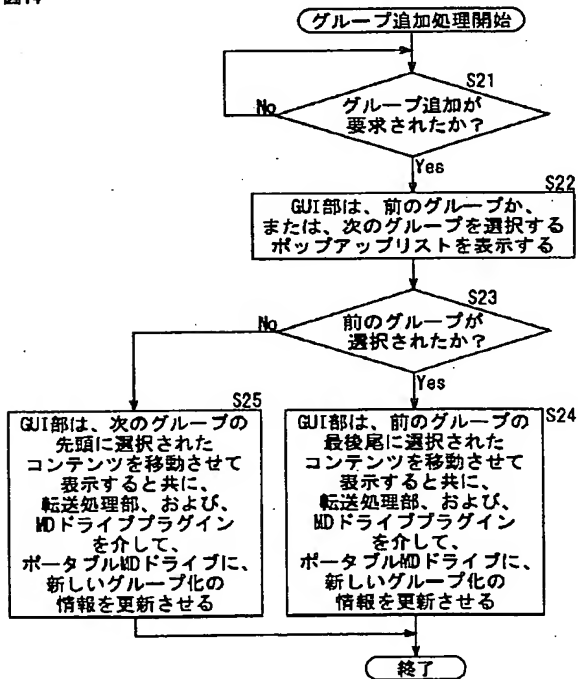 グループ追加処理開始
S21
グループ追加が
要求されたか?
No
Yes
S22
GUI部は、前のグループか、
または、次のグループを選択する
ポップアップリストを表示する
S23
前のグループが
選択されたか?
No
Yes
S25
GUI部は、次のグループの
先頭に選択された
コンテンツを移動させて
表示すると共に、
転送処理部、および、
MDドライブプラグイン
を介して、
ポータブルMDドライブに、
新しいグループ化の
情報を更新させる
S24
GUI部は、前のグループの
最後尾に選択された
コンテンツを移動させて
表示すると共に、
転送処理部、および、
MDドライブプラグイン
を介して、
ポータブルMDドライブに、
新しいグループ化の
情報を更新させる
終了